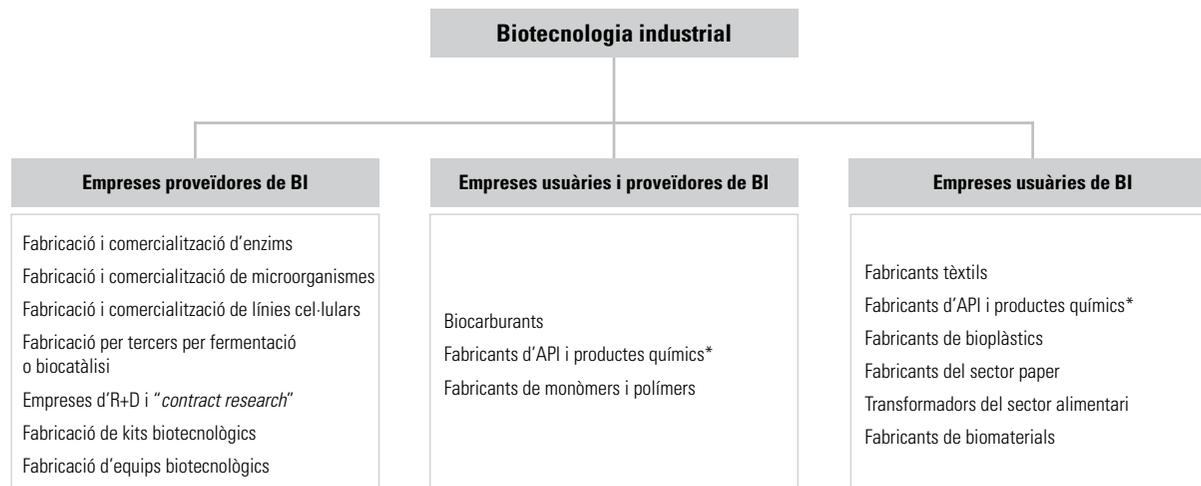 Biotecnologia industrial
Empreses proveïdores de BI
Fabricació i comercialització d'enzims
Fabricació i comercialització de microorganismes
Fabricació i comercialització de línies cel·lulars
Fabricació per tercers per fermentació
o biocatàlisi
Empreses d'R+D i "contract research"
Fabricació de kits biotecnològics
Fabricació d'equips biotecnològics
Empreses usuàries i proveïdores de BI
Biocarburants
Fabricants d'API i productes químics*
Fabricants de monòmers i polímers
Empreses usuàries de BI
Fabricants tèxtils
Fabricants d'API i productes químics*
Fabricants de bioplàstics
Fabricants del sector paper
Transformadors del sector alimentari
Fabricants de biomaterials